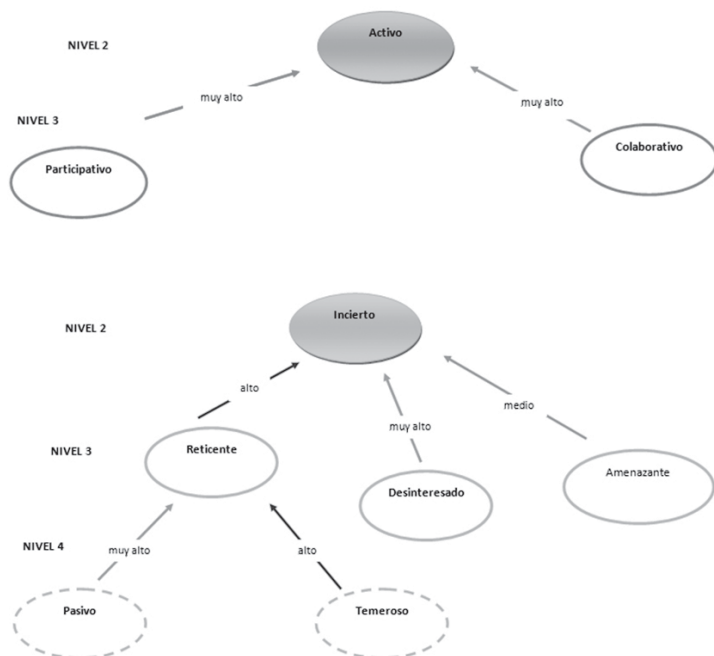 Activo
NIVEL 2
muy alto
muy alto
NIVEL 3
Participativo
Colaborativo
Incierto
NIVEL 2
alto
medio
muy alto
NIVEL 3
Reticente
Amenazante
Desinteresado
NIVEL 4
muy alto
alto
Pasivo
Temeroso